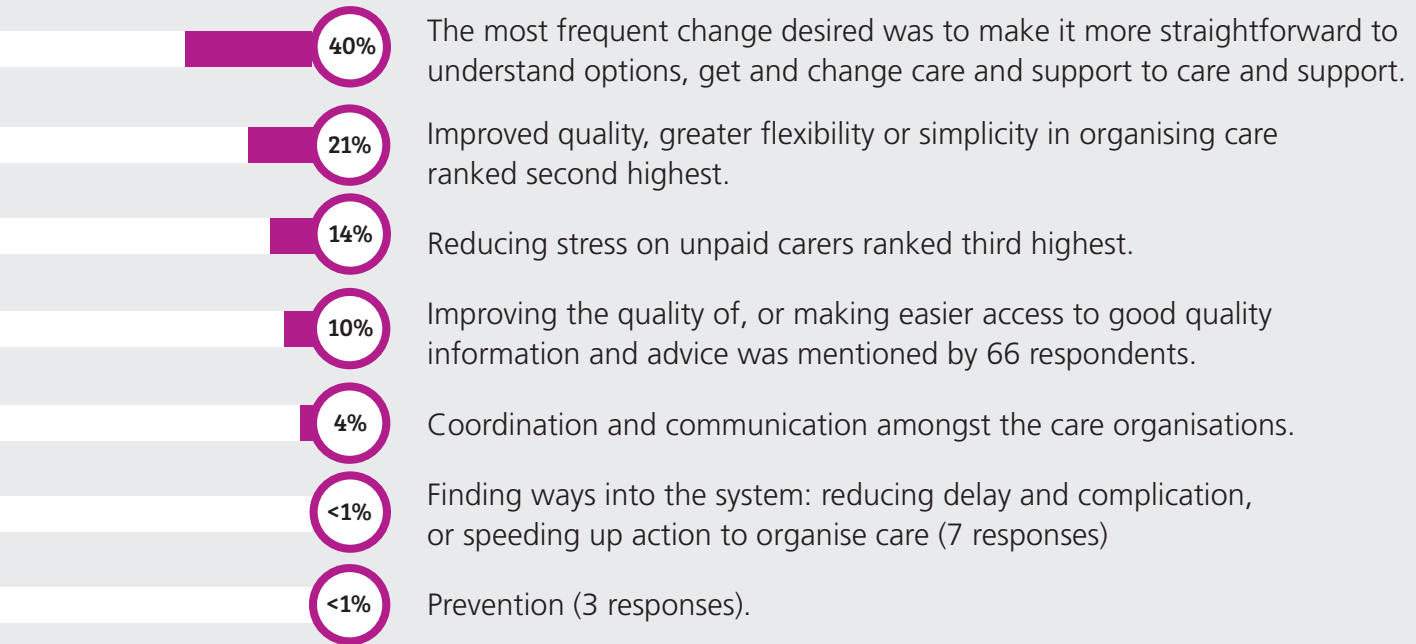 40%
The most frequent change desired was to make it more straightforward to
understand options, get and change care and support to care and support.
21%
Improved quality, greater flexibility or simplicity in organising care
ranked second highest.
14%
Reducing stress on unpaid carers ranked third highest.
10%
Improving the quality of, or making easier access to good quality
information and advice was mentioned by 66 respondents.
4%
Coordination and communication amongst the care organisations.
<1%
Finding ways into the system: reducing delay and complication,
or speeding up action to organise care (7 responses)
<1%
Prevention (3 responses).